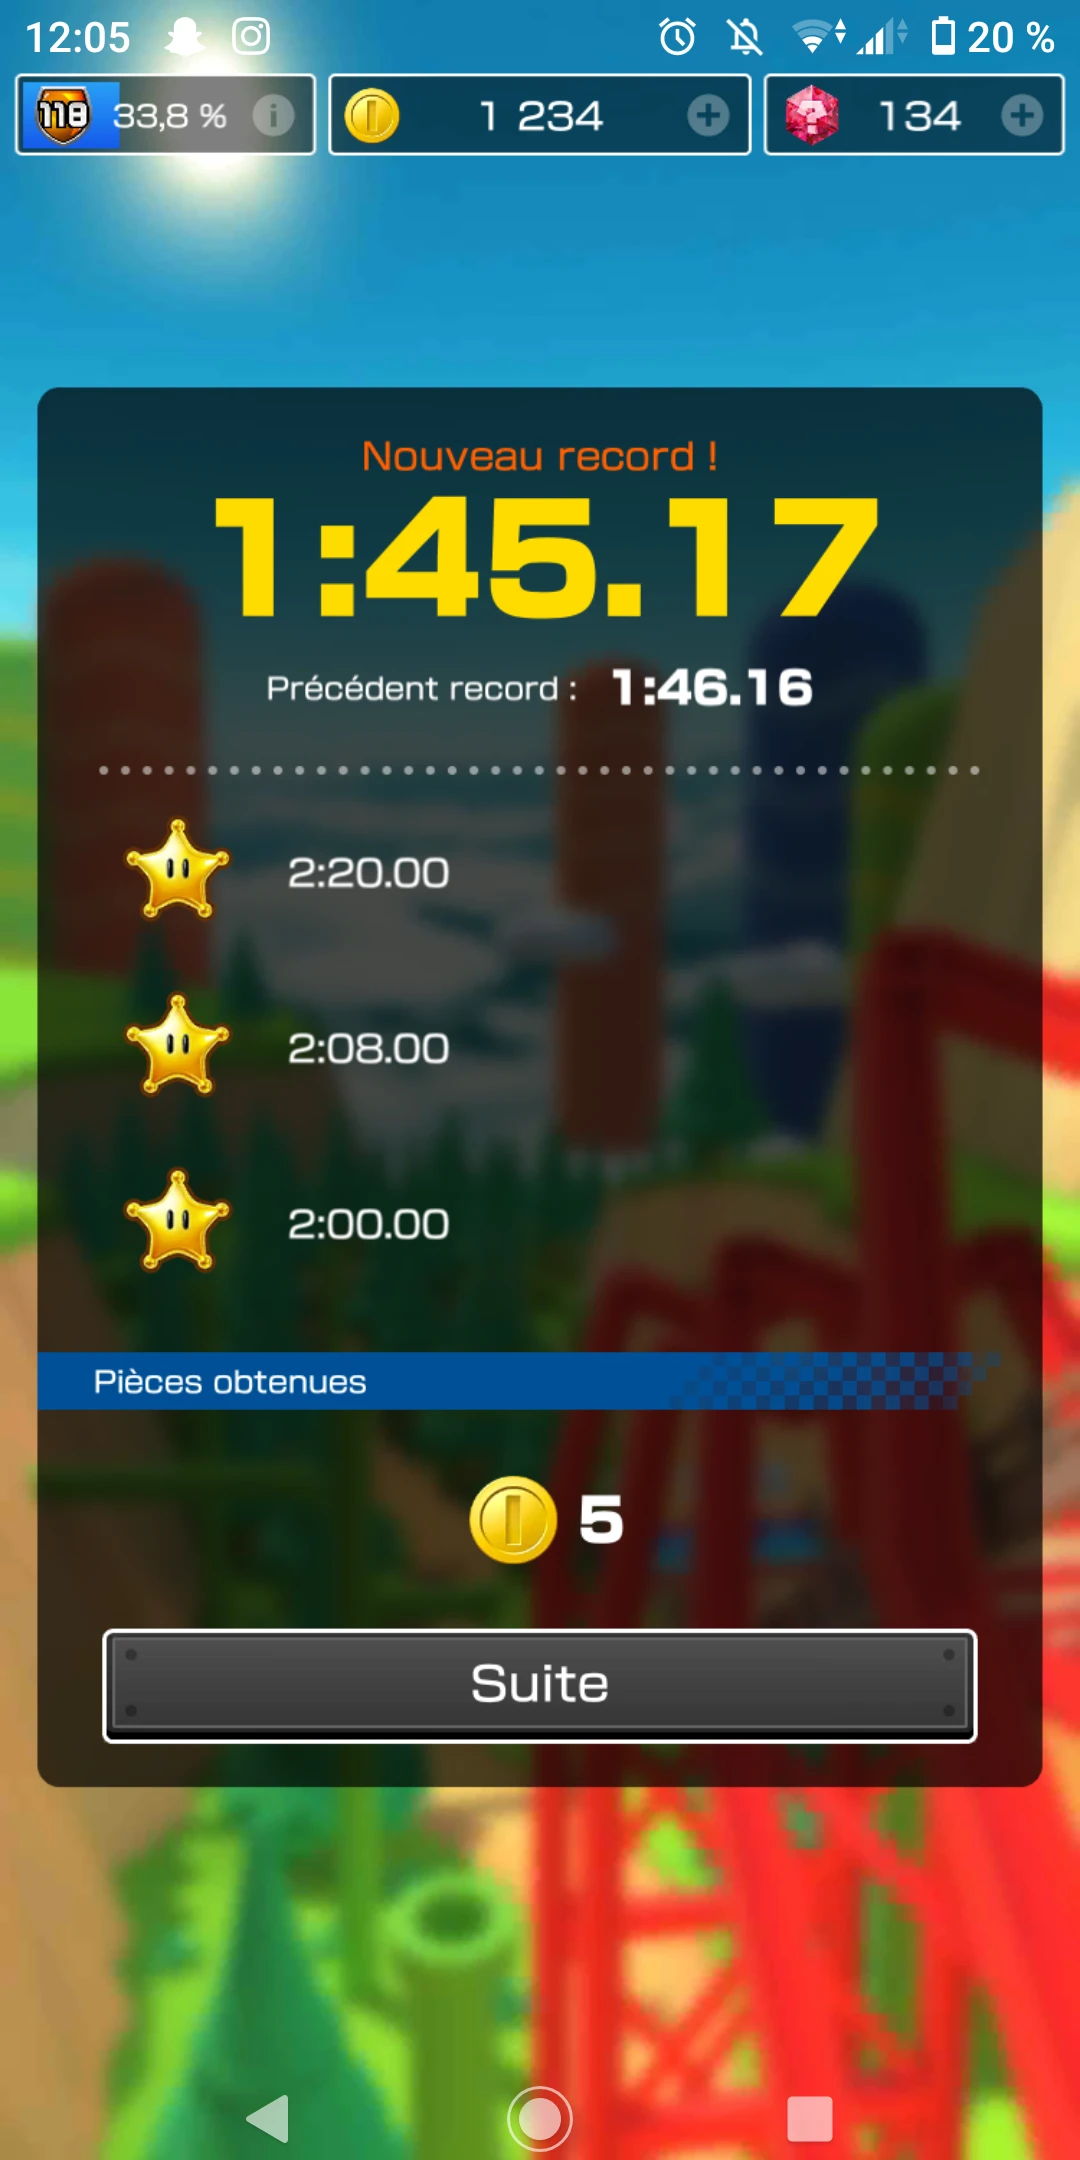 12:05 20 %
118 33,8 % i 1 234 + 134 +
Nouveau record !
1:45.17
Précédent record : 1:46.16
2:20.00
2:08.00
2:00.00
Pièces obtenues
5
Suite